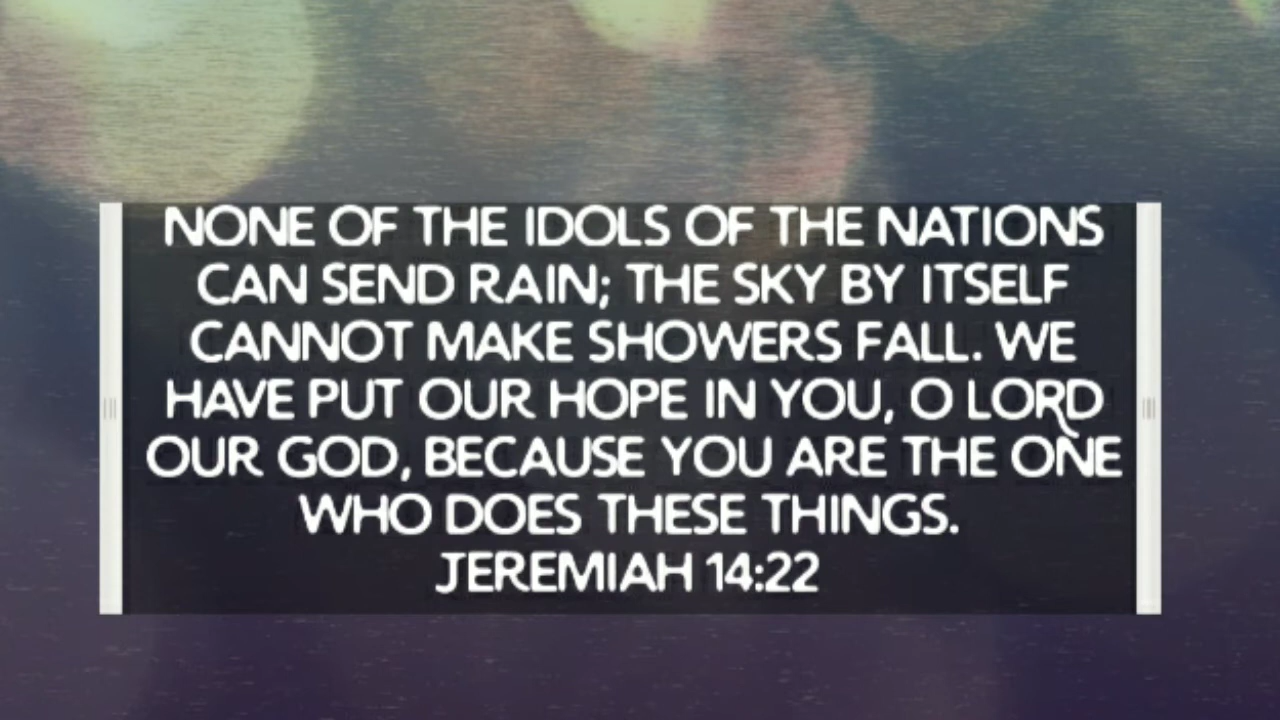 NONE OF THE IDOLS OF THE NATIONS
CAN SEND RAIN; THE SKY BY ITSELF
CANNOT MAKE SHOWERS FALL. WE
HAVE PUT OUR HOPE IN YOU, O LORD
OUR GOD, BECAUSE YOU ARE THE ONE
WHO DOES THESE THINGS.
JEREMIAH 14:22